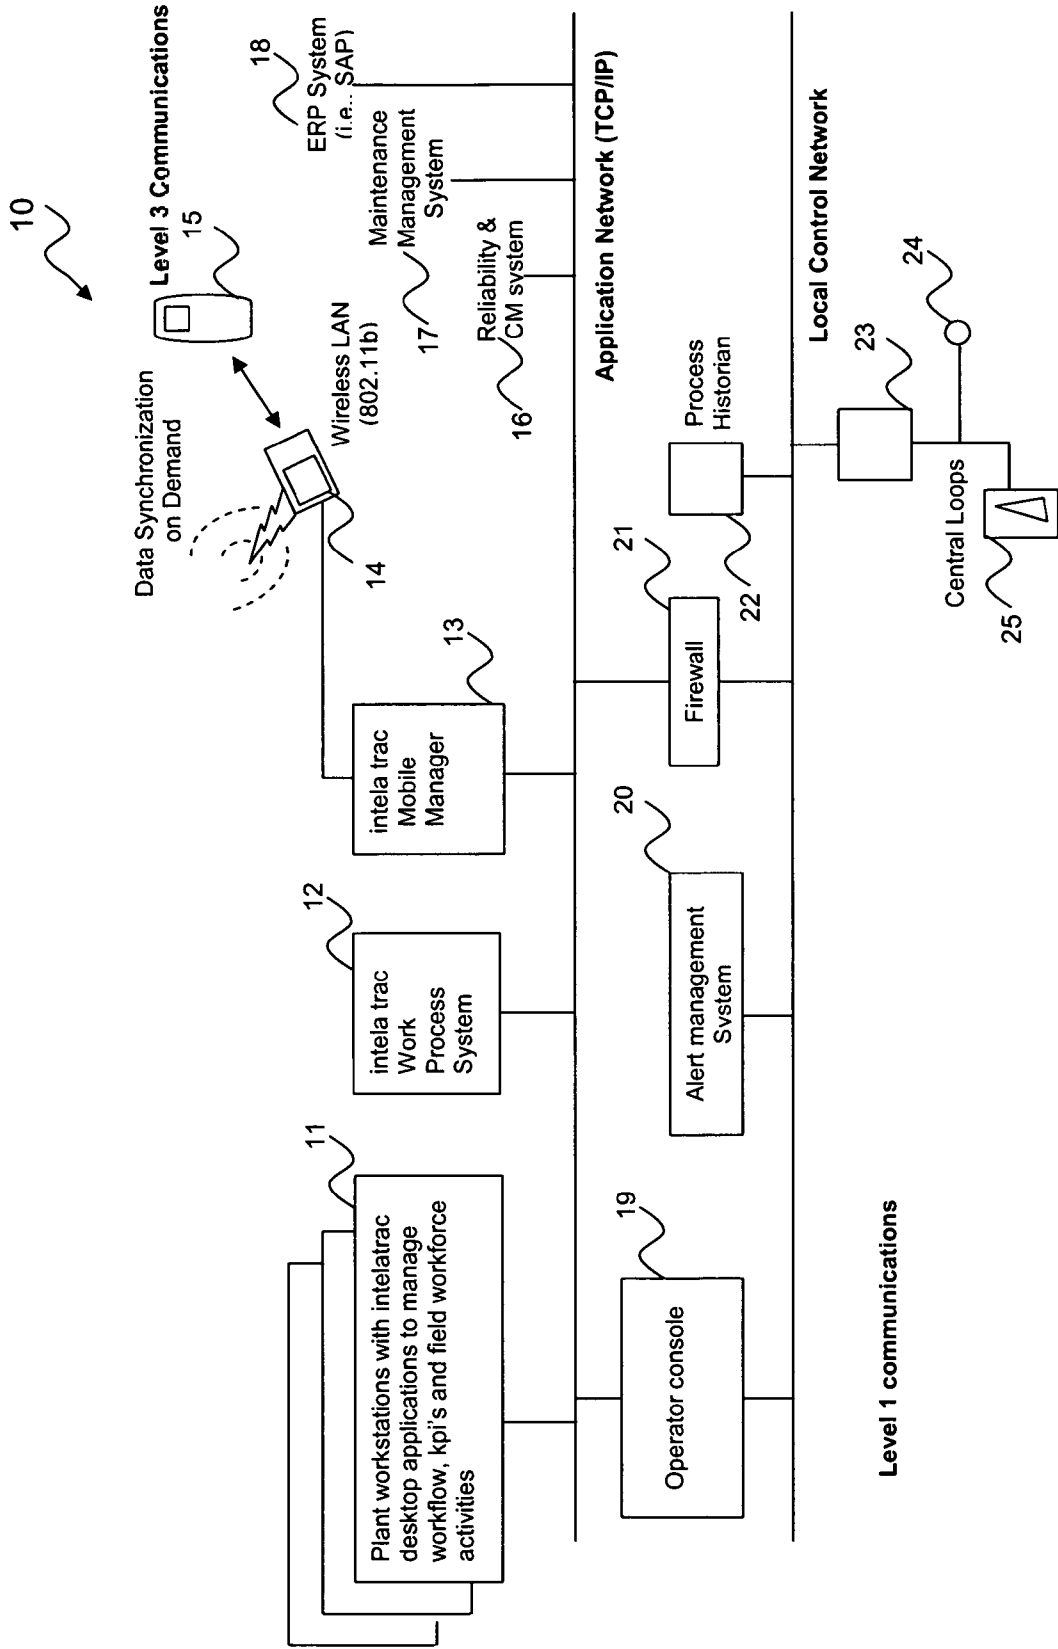 10
Level 3 Communications
15
Data Synchronization
on Demand
Wireless LAN
(802.11b)
14
18
ERP System
(i.e.. SAP)
Maintenance
Management
System
17
Reliability &
CM system
16
13
intela trac
Mobile
Manager
12
intela trac
Work
Process
System
11
Plant workstations with intelatrac
desktop applications to manage
workflow, kpi's and field workforce
activities
Application Network (TCP/IP)
19
Operator console
20
Alert management
System
21
Firewall
22
Process
Historian
Local Control Network
23
24
Central Loops
25
Level 1 communications